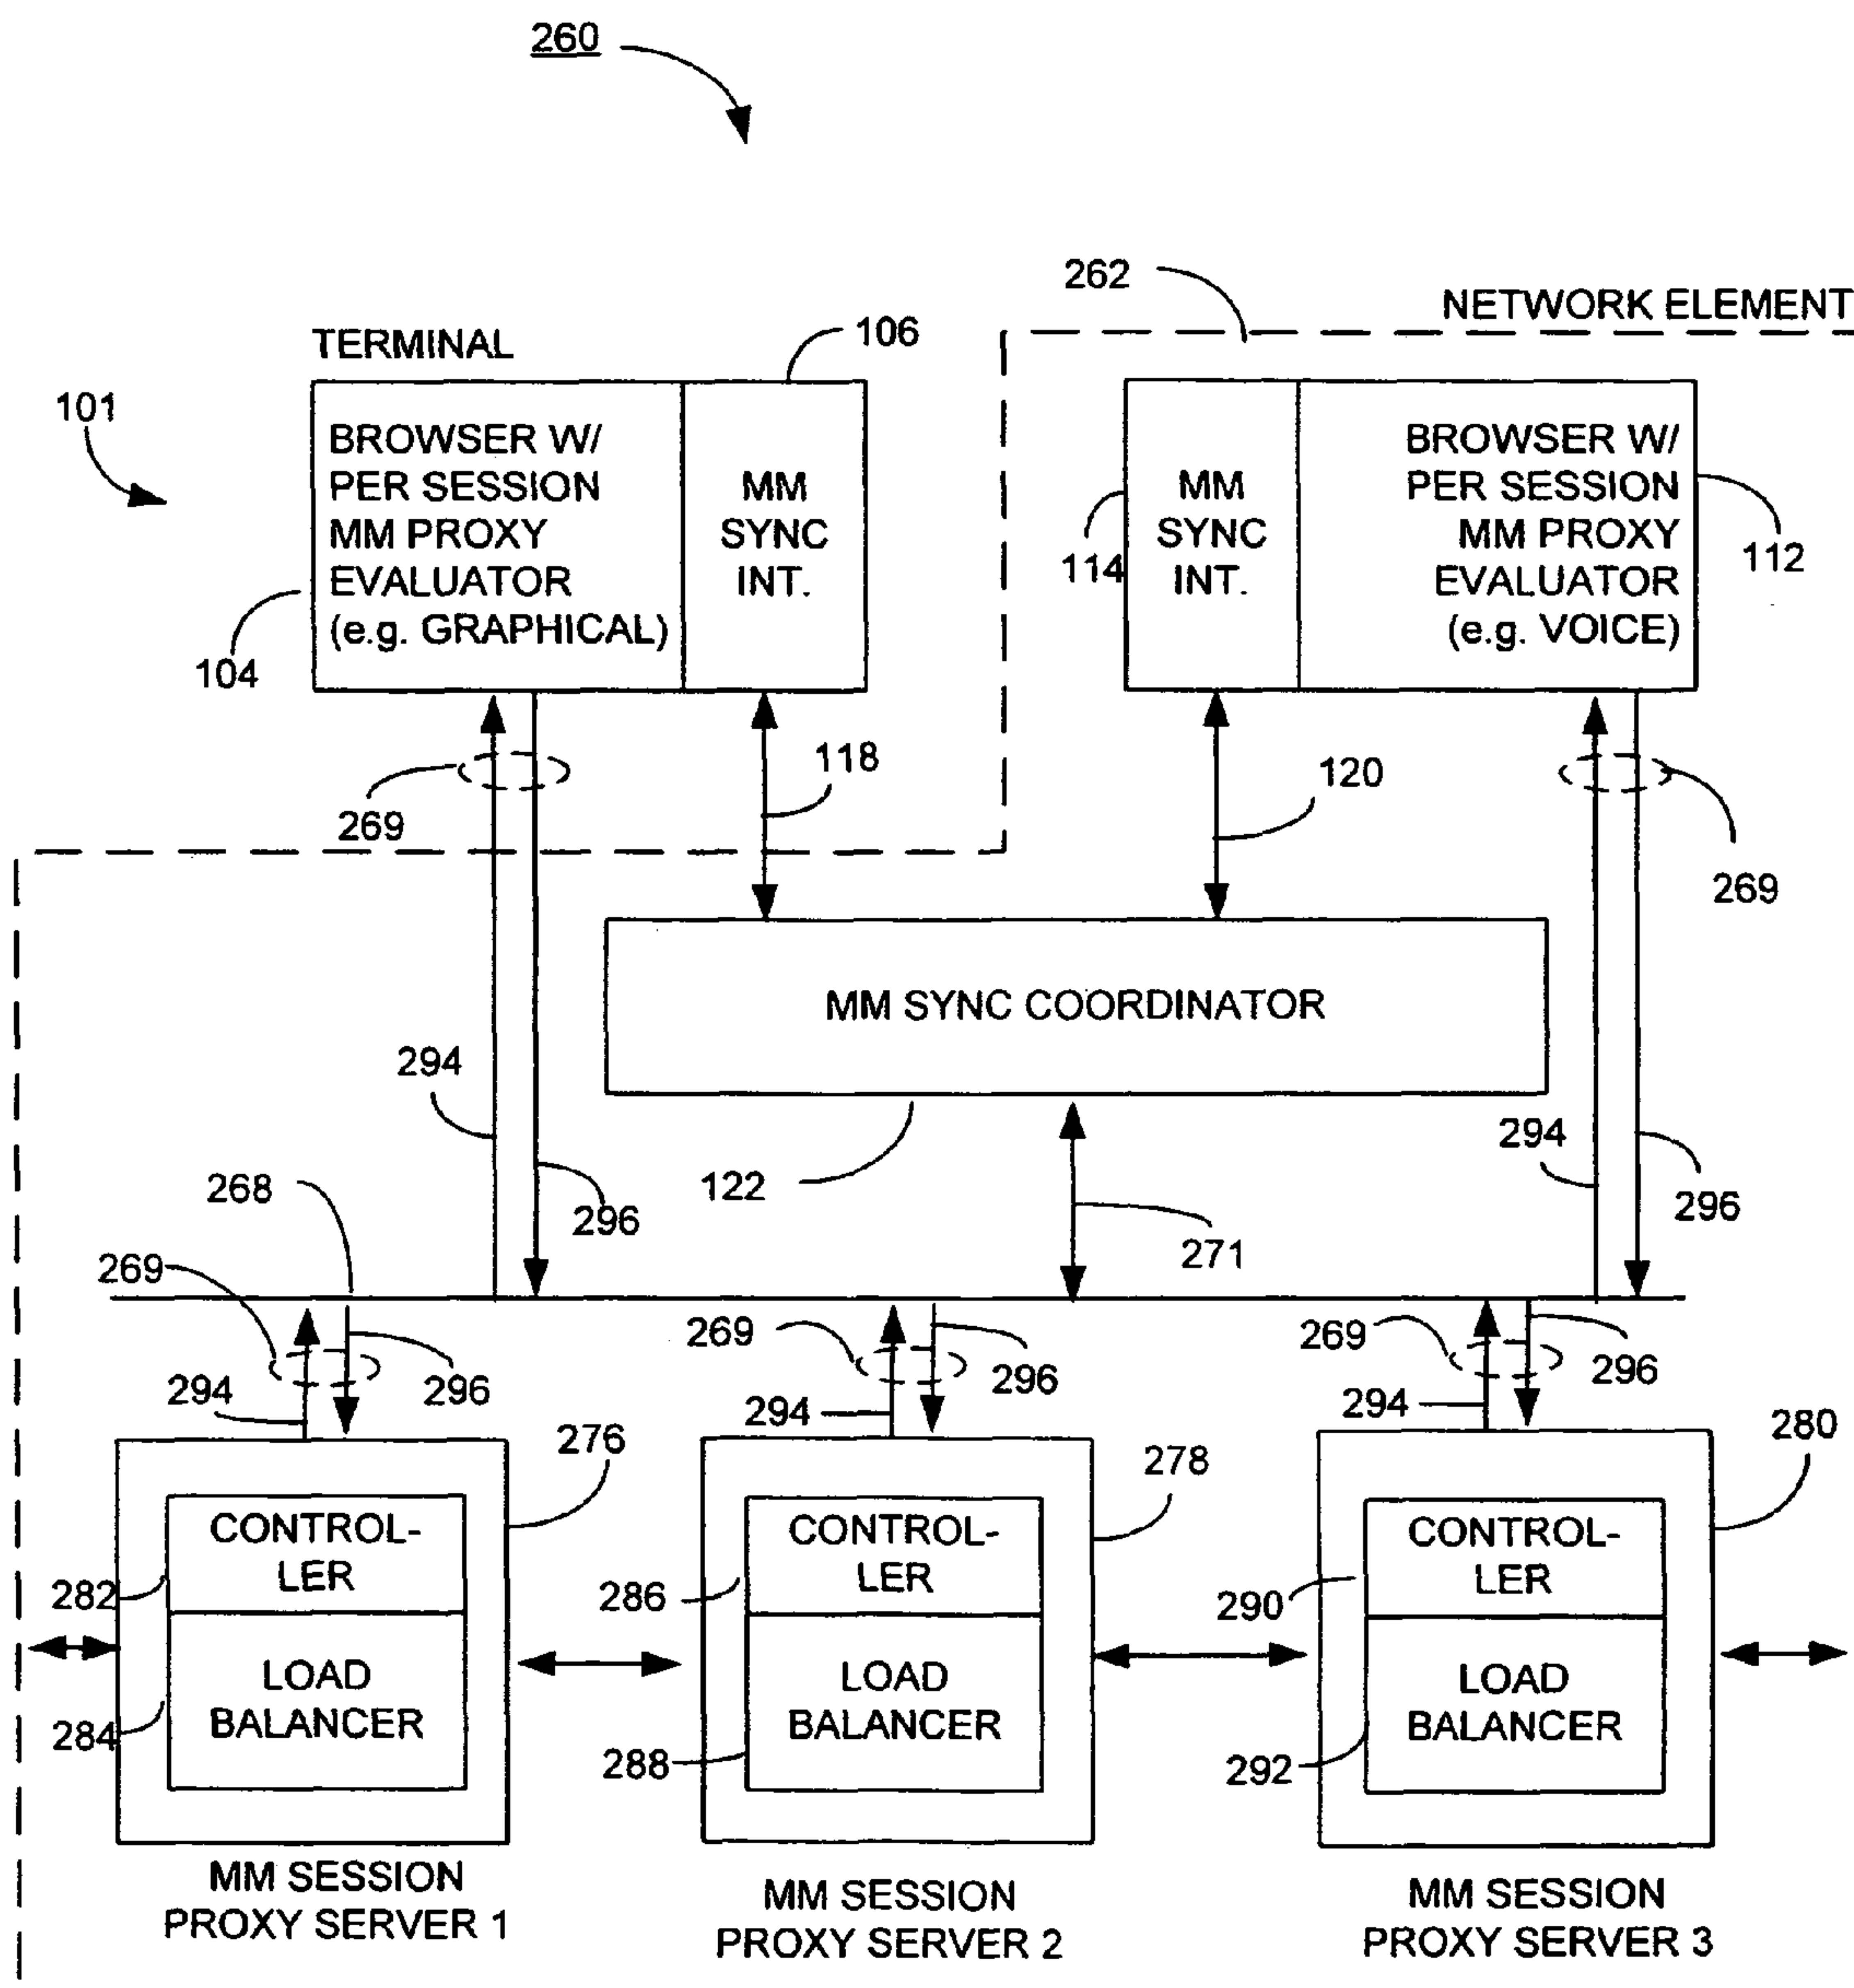 260
262
NETWORK ELEMENT
TERMINAL
106
101
BROWSER W/
PER SESSION
MM PROXY
EVALUATOR
(e.g. GRAPHICAL)
MM
SYNC
INT.
104
MM
SYNC
INT.
114
BROWSER W/
PER SESSION
MM PROXY
EVALUATOR
(e.g. VOICE)
112
269
118
120
269
MM SYNC COORDINATOR
294
296
122
271
294
296
268
269
294
296
269
294
296
269
294
296
276
278
280
CONTROL-
LER
282
LOAD
BALANCER
284
CONTROL-
LER
286
LOAD
BALANCER
288
CONTROL-
LER
290
LOAD
BALANCER
292
MM SESSION
PROXY SERVER 1
MM SESSION
PROXY SERVER 2
MM SESSION
PROXY SERVER 3